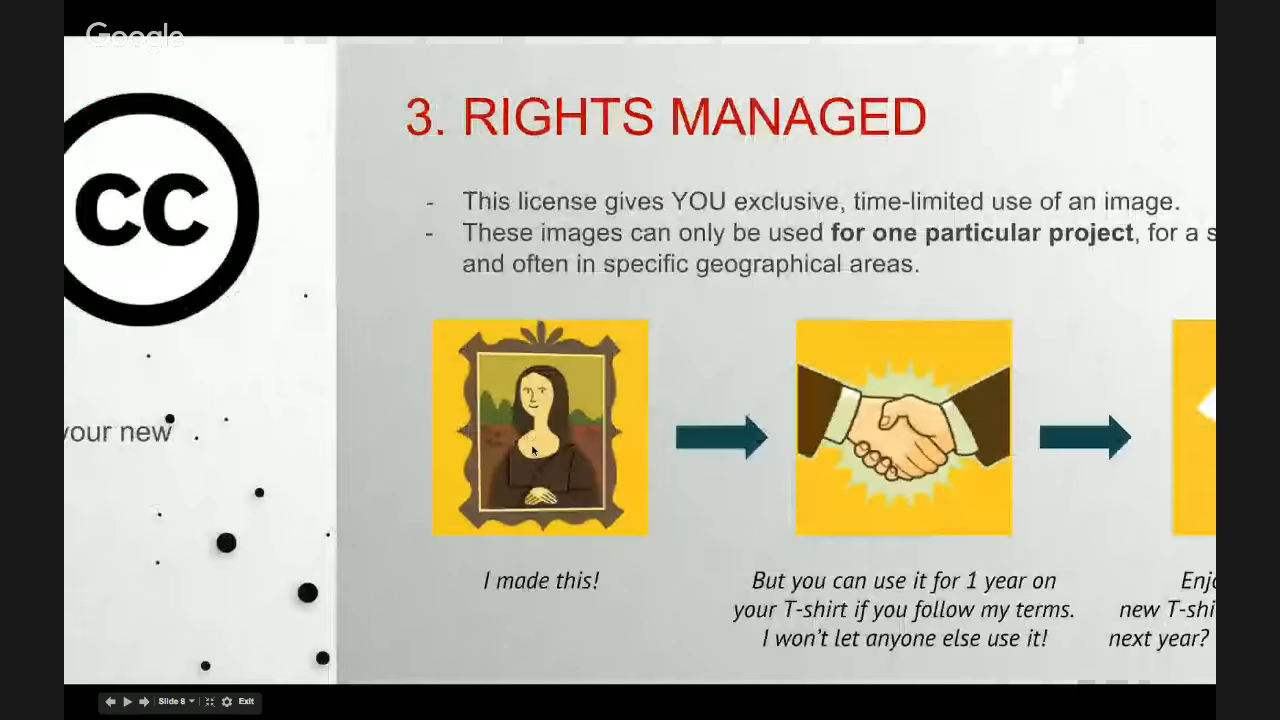 Google
cc
3. RIGHTS MANAGED
- This license gives YOU exclusive, time-limited use of an image.
- These images can only be used for one particular project, for a s
and often in specific geographical areas.
your new
I made this!
But you can use it for 1 year on
your T-shirt if you follow my terms.
I won't let anyone else use it!
new T-shi
next year?
Slide 8
Exit